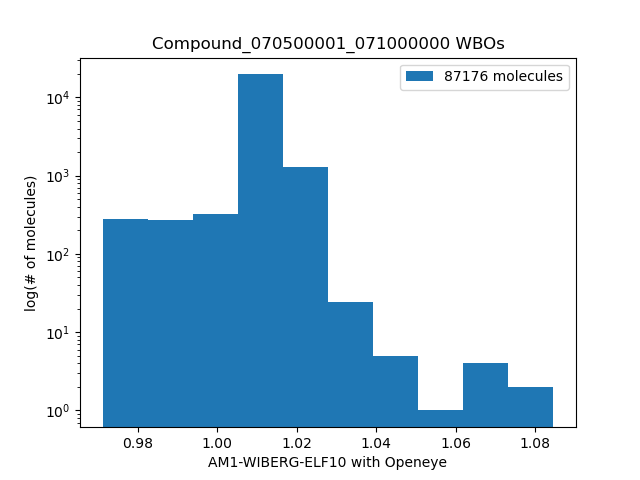 Compound_070500001_071000000 WBOs
87176 molecules
log(# of molecules)
10⁴
10³
10²
10¹
10⁰
0.98 1.00 1.02 1.04 1.06 1.08
AM1-WIBERG-ELF10 with Openeye